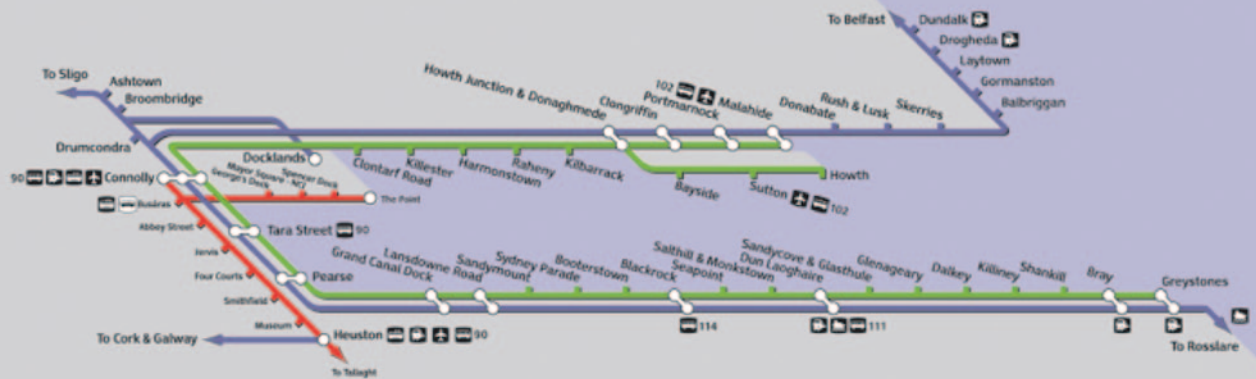 To Belfast
Dundalk
Drogheda
Laytown
Gormanston
Balbriggan
Skerries
Rush & Lusk
Donabate
102
Malahide
Portmarnock
Clongriffin
Howth Junction & Donaghmede
To Sligo
Ashtown
Broombridge
Drumcondra
Docklands
Clontarf Road
Killester
Harmonstown
Raheny
Kilbarrack
Bayside
Sutton
102
Howth
90
Connolly
George's Dock
Mayor Square - NCI
Spencer Dock
The Point
Busáras
Abbey Street
Jervis
Four Courts
Smithfield
Museum
Tara Street
90
Pearse
Grand Canal Dock
Lansdowne Road
Sandymount
Sydney Parade
Booterstown
Blackrock
Seapoint
Salthill & Monkstown
Dun Laoghaire
Sandycove & Glasthule
Glenageary
Dalkey
Killiney
Shankill
Bray
Greystones
114
111
To Rosslare
Heuston
90
To Cork & Galway
To Tallaght